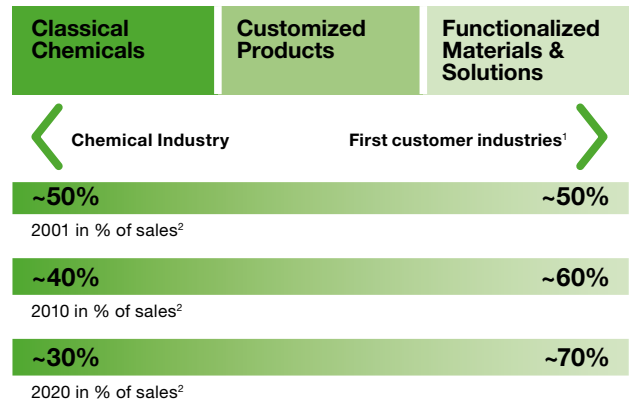 Classical
Chemicals
Customized
Products
Functionalized
Materials &
Solutions
Chemical Industry
First customer industries¹
~50%
~50%
2001 in % of sales²
~40%
~60%
2010 in % of sales²
~30%
~70%
2020 in % of sales²